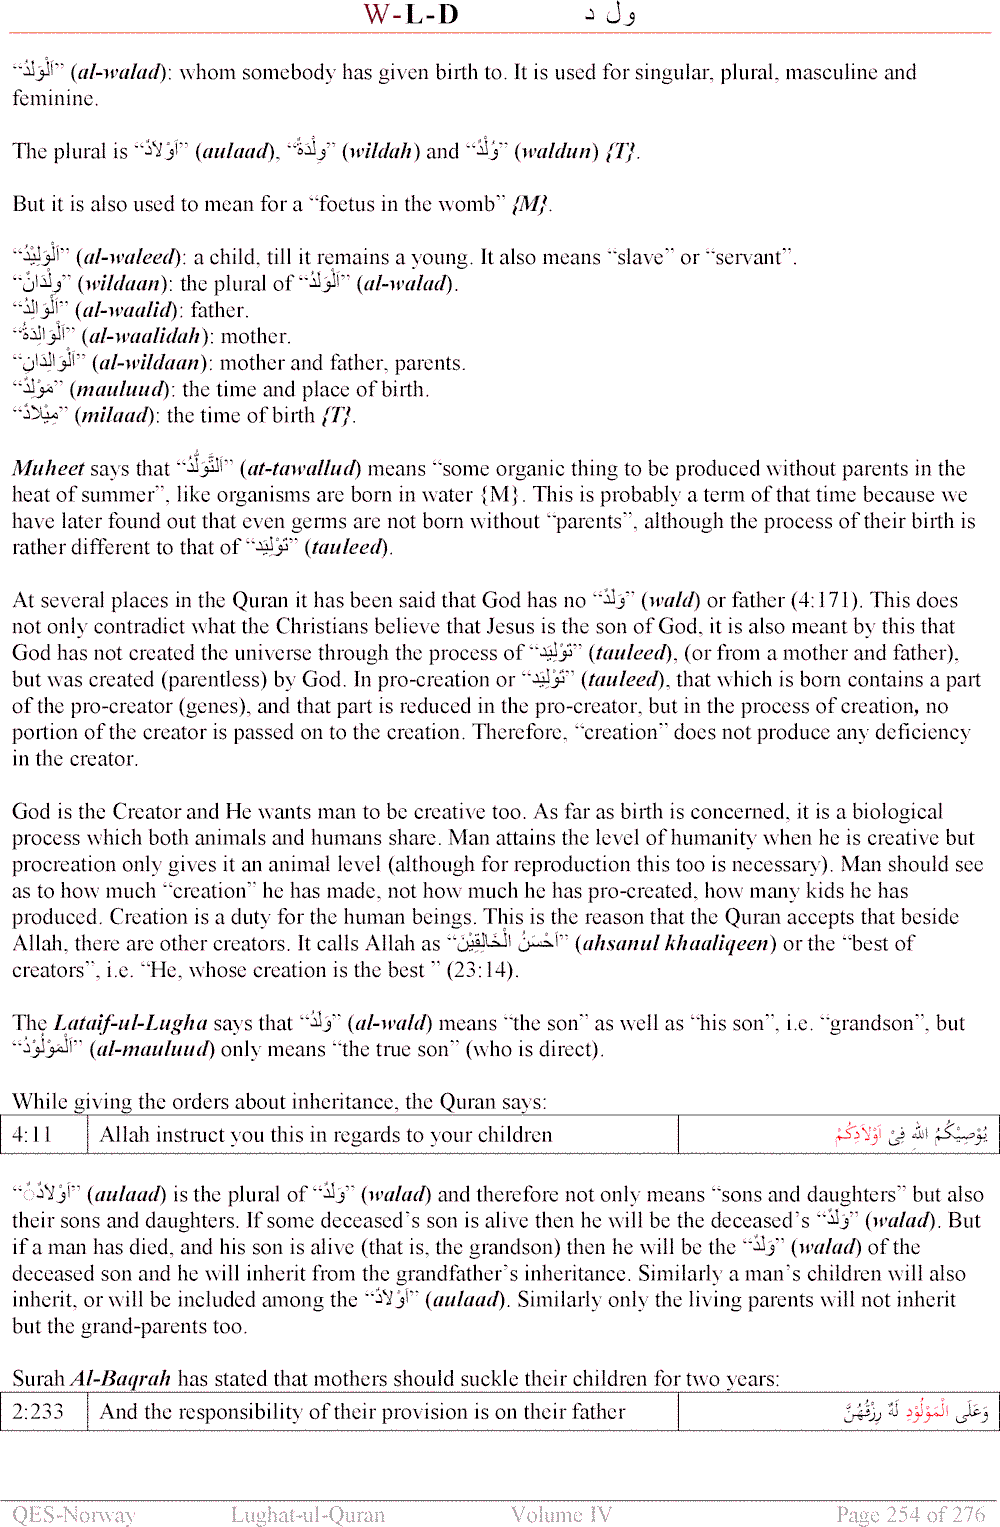 W-L-D و ل د
“اَلْوَلَدُ” (al-walad): whom somebody has given birth to. It is used for singular, plural, masculine and
feminine.
The plural is “اَوْلَادٌ” (aulaad), “وِلْدَةٌ” (wildah) and “وُلْدٌ” (waldun) {T}.
But it is also used to mean for a “foetus in the womb” {M}.
“اَلْوَلِيْدُ” (al-waleed): a child, till it remains a young. It also means “slave” or “servant”.
“وِلْدَانٌ” (wildaan): the plural of “اَلْوَلَدُ” (al-walad).
“اَلْوَالِدُ” (al-waalid): father.
“اَلْوَالِدَةُ” (al-waalidah): mother.
“اَلْوَالِدَانِ” (al-wildaan): mother and father, parents.
“مَوْلِدٌ” (mauluud): the time and place of birth.
“مِيْلَادٌ” (milaad): the time of birth {T}.
Muheet says that “اَلتَّوَلُّدُ” (at-tawallud) means “some organic thing to be produced without parents in the
heat of summer”, like organisms are born in water {M}. This is probably a term of that time because we
have later found out that even germs are not born without “parents”, although the process of their birth is
rather different to that of “تَوْلِيْد” (tauleed).
At several places in the Quran it has been said that God has no “وَلَدٌ” (wald) or father (4:171). This does
not only contradict what the Christians believe that Jesus is the son of God, it is also meant by this that
God has not created the universe through the process of “تَوْلِيْد” (tauleed), (or from a mother and father),
but was created (parentless) by God. In pro-creation or “تَوْلِيْد” (tauleed), that which is born contains a part
of the pro-creator (genes), and that part is reduced in the pro-creator, but in the process of creation, no
portion of the creator is passed on to the creation. Therefore, “creation” does not produce any deficiency
in the creator.
God is the Creator and He wants man to be creative too. As far as birth is concerned, it is a biological
process which both animals and humans share. Man attains the level of humanity when he is creative but
procreation only gives it an animal level (although for reproduction this too is necessary). Man should see
as to how much “creation” he has made, not how much he has pro-created, how many kids he has
produced. Creation is a duty for the human beings. This is the reason that the Quran accepts that beside
Allah, there are other creators. It calls Allah as “اَحْسَنُ الْخَالِقِيْنَ” (ahsanul khaaliqeen) or the “best of
creators”, i.e. “He, whose creation is the best ” (23:14).
The Lataif-ul-Lugha says that “وَلَدٌ” (al-wald) means “the son” as well as “his son”, i.e. “grandson”, but
“اَلْمَوْلُوْدُ” (al-mauluud) only means “the true son” (who is direct).
While giving the orders about inheritance, the Quran says:
4:11 Allah instruct you this in regards to your children يُوْصِيْكُمُ اللهِ فِىْ اَوْلَادِكُمْ
“اَوْلَادٌ” (aulaad) is the plural of “وَلَدٌ” (walad) and therefore not only means “sons and daughters” but also
their sons and daughters. If some deceased’s son is alive then he will be the deceased’s “وَلَدٌ” (walad). But
if a man has died, and his son is alive (that is, the grandson) then he will be the “وَلَدٌ” (walad) of the
deceased son and he will inherit from the grandfather’s inheritance. Similarly a man’s children will also
inherit, or will be included among the “اَوْلَادٌ” (aulaad). Similarly only the living parents will not inherit
but the grand-parents too.
Surah Al-Baqrah has stated that mothers should suckle their children for two years:
2:233 And the responsibility of their provision is on their father وَعَلَى الْمَوْلُوْدِ لَهٗ رِزْقُهُنَّ
QES-Norway Lughat-ul-Quran Volume IV Page 254 of 276